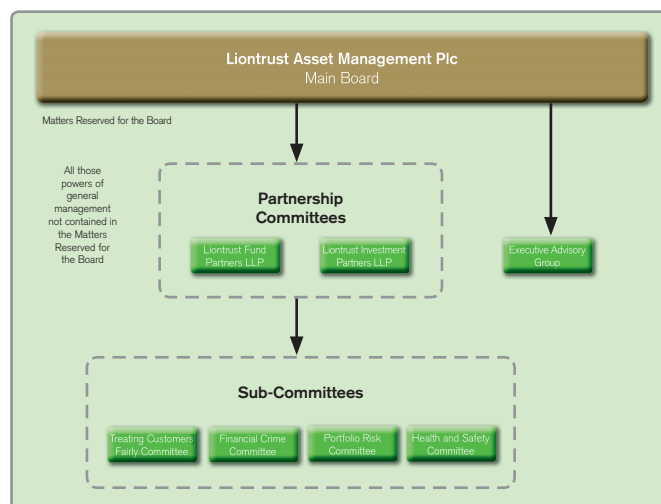 Liontrust Asset Management Plc
Main Board
Matters Reserved for the Board
All those
powers of
general
management
not contained in
the Matters
Reserved for
the Board
Partnership
Committees
Liontrust Fund
Partners LLP
Liontrust Investment
Partners LLP
Executive Advisory
Group
Sub-Committees
Treating Customers
Fairly Committee
Financial Crime
Committee
Portfolio Risk
Committee
Health and Safety
Committee